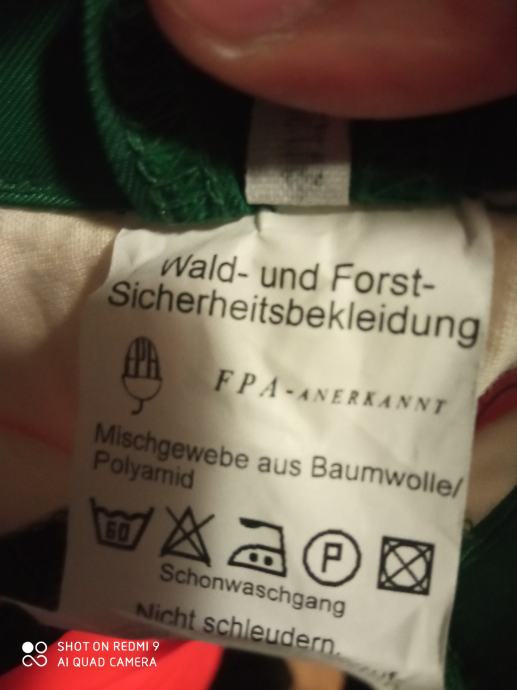 Wald- und Forst-
Sicherheitsbekleidung
FPA
FPA-ANERKANNT
Mischgewebe aus Baumwolle/
Polyamid
60
P
Schonwaschgang
Nicht schleudern.
SHOT ON REDMI 9
AI QUAD CAMERA